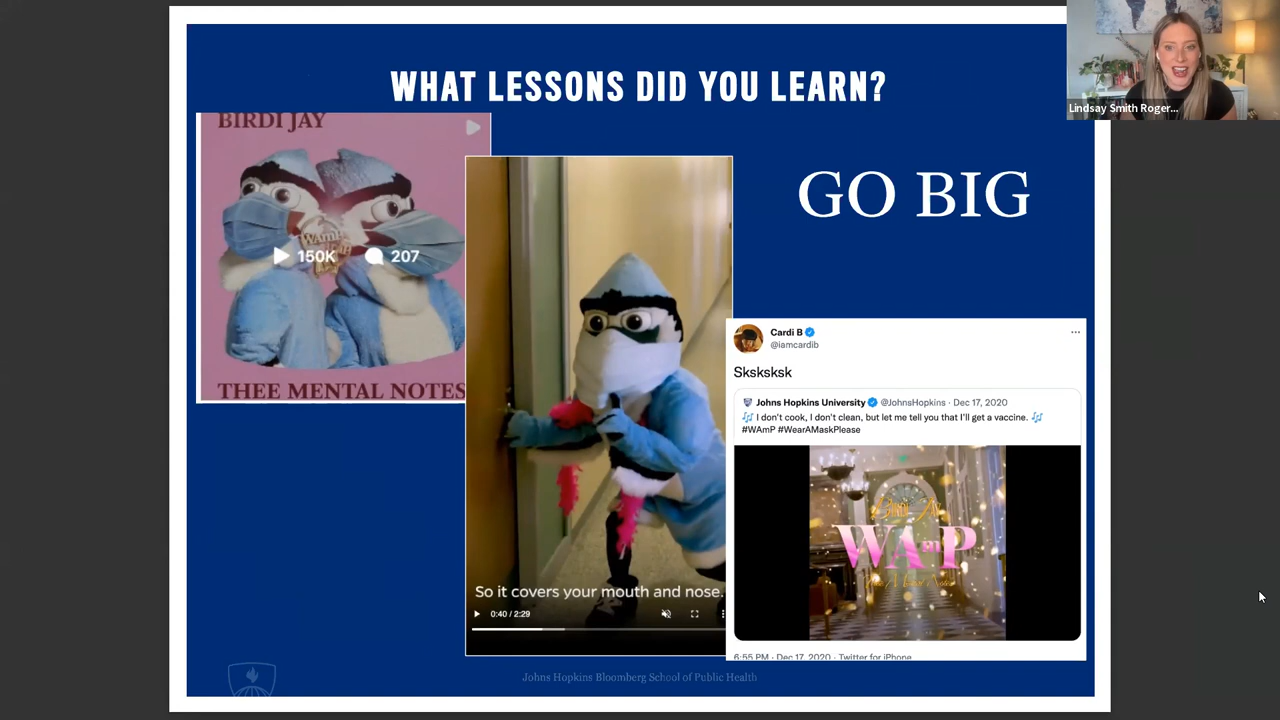 WHAT LESSONS DID YOU LEARN?
Lindsay Smith Roger...
BIRDI JAY
WAmP
150K 207
THEE MENTAL NOTES
GO BIG
So it covers your mouth and nose.
0:40 / 2:29
Cardi B
@iamcardib
Sksksksk
Johns Hopkins University @JohnsHopkins · Dec 17, 2020
🎶 I don't cook, I don't clean, but let me tell you that I'll get a vaccine. 🎶
#WAmP #WearAMaskPlease
Birdi Jay
WAmP
6:55 PM · Dec 17, 2020 · Twitter for iPhone
Johns Hopkins Bloomberg School of Public Health